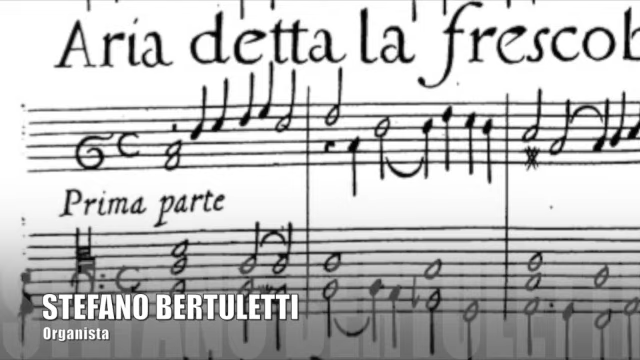 Aria detta la frescob
Prima parte
STEFANO BERTULETTI
Organista